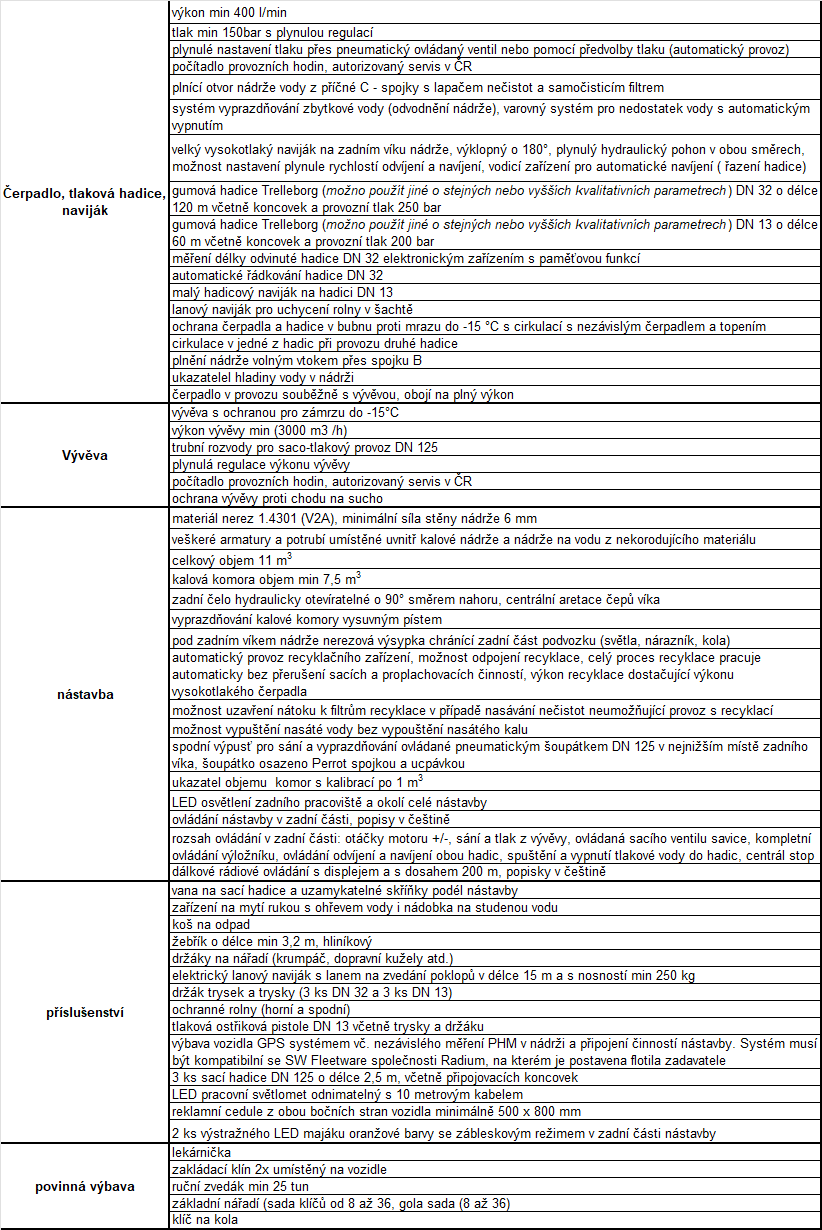 výkon min 400 l/min
tlak min 150bar s plynulou regulací
plynulé nastavení tlaku přes pneumatický ovládaný ventil nebo pomocí předvolby tlaku (automatický provoz)
počítadlo provozních hodin, autorizovaný servis v ČR
plnící otvor nádrže vody z příčné C - spojky s lapačem nečistot a samočisticím filtrem
systém vyprazdňování zbytkové vody (odvodnění nádrže), varovný systém pro nedostatek vody s automatickým
vypnutím
velký vysokotlaký naviják na zadním víku nádrže, výklopný o 180°, plynulý hydraulický pohon v obou směrech,
možnost nastavení plynule rychlostí odvíjení a navíjení, vodicí zařízení pro automatické navíjení ( řazení hadice)
Čerpadlo, tlaková hadice,
naviják
gumová hadice Trelleborg (možno použít jiné o stejných nebo vyšších kvalitativních parametrech) DN 32 o délce
120 m včetně koncovek a provozní tlak 250 bar
gumová hadice Trelleborg (možno použít jiné o stejných nebo vyšších kvalitativních parametrech) DN 13 o délce
60 m včetně koncovek a provozní tlak 200 bar
měření délky odvinuté hadice DN 32 elektronickým zařízením s paměťovou funkcí
automatické řádkování hadice DN 32
malý hadicový naviják na hadici DN 13
lanový naviják pro uchycení rolny v šachtě
ochrana čerpadla a hadice v bubnu proti mrazu do -15 °C s cirkulací s nezávislým čerpadlem a topením
cirkulace v jedné z hadic při provozu druhé hadice
plnění nádrže volným vtokem přes spojku B
ukazatelel hladiny vody v nádrži
čerpadlo v provozu souběžně s vývěvou, obojí na plný výkon
Vývěva
vývěva s ochranou pro zámrzu do -15°C
výkon vývěvy min (3000 m3 /h)
trubní rozvody pro saco-tlakový provoz DN 125
plynulá regulace výkonu vývěvy
počítadlo provozních hodin, autorizovaný servis v ČR
ochrana vývěvy proti chodu na sucho
nástavba
materiál nerez 1.4301 (V2A), minimální síla stěny nádrže 6 mm
veškeré armatury a potrubí umístěné uvnitř kalové nádrže a nádrže na vodu z nekorodujícího materiálu
celkový objem 11 m³
kalová komora objem min 7,5 m³
zadní čelo hydraulicky otevíratelné o 90° směrem nahoru, centrální aretace čepů víka
vyprazdňování kalové komory vysuvným pístem
pod zadním víkem nádrže nerezová výsypka chránící zadní část podvozku (světla, nárazník, kola)
automatický provoz recyklačního zařízení, možnost odpojení recyklace, celý proces recyklace pracuje
automaticky bez přerušení sacích a proplachovacích činností, výkon recyklace dostačující výkonu
vysokotlakého čerpadla
možnost uzavření nátoku k filtrům recyklace v případě nasávání nečistot neumožňující provoz s recyklací
možnost vypuštění nasáté vody bez vypouštění nasátého kalu
spodní výpusť pro sání a vyprazdňování ovládané pneumatickým šoupátkem DN 125 v nejnižším místě zadního
víka, šoupátko osazeno Perrot spojkou a ucpávkou
ukazatel objemu  komor s kalibrací po 1 m³
LED osvětlení zadního pracoviště a okolí celé nástavby
ovládání nástavby v zadní části, popisy v češtině
rozsah ovládání v zadní části: otáčky motoru +/-, sání a tlak z vývěvy, ovládaná sacího ventilu savice, kompletní
ovládání výložníku, ovládání odvíjení a navíjení obou hadic, spuštění a vypnutí tlakové vody do hadic, centrál stop
dálkové rádiové ovládání s displejem a s dosahem 200 m, popisky v češtině
příslušenství
vana na sací hadice a uzamykatelné skříňky podél nástavby
zařízení na mytí rukou s ohřevem vody i nádobka na studenou vodu
koš na odpad
žebřík o délce min 3,2 m, hliníkový
držáky na nářadí (krumpáč, dopravní kužely atd.)
elektrický lanový naviják s lanem na zvedání poklopů v délce 15 m a s nosností min 250 kg
držák trysek a trysky (3 ks DN 32 a 3 ks DN 13)
ochranné rolny (horní a spodní)
tlaková ostřiková pistole DN 13 včetně trysky a držáku
výbava vozidla GPS systémem vč. nezávislého měření PHM v nádrži a připojení činností nástavby. Systém musí
být kompatibilní se SW Fleetware společnosti Radium, na kterém je postavena flotila zadavatele
3 ks sací hadice DN 125 o délce 2,5 m, včetně připojovacích koncovek
LED pracovní světlomet odnimatelný s 10 metrovým kabelem
reklamní cedule z obou bočních stran vozidla minimálně 500 x 800 mm
2 ks výstražného LED majáku oranžové barvy se zábleskovým režimem v zadní části nástavby
povinná výbava
lekárnička
zakládací klín 2x umístěný na vozidle
ruční zvedák min 25 tun
základní nářadí (sada klíčů od 8 až 36, gola sada (8 až 36)
klíč na kola